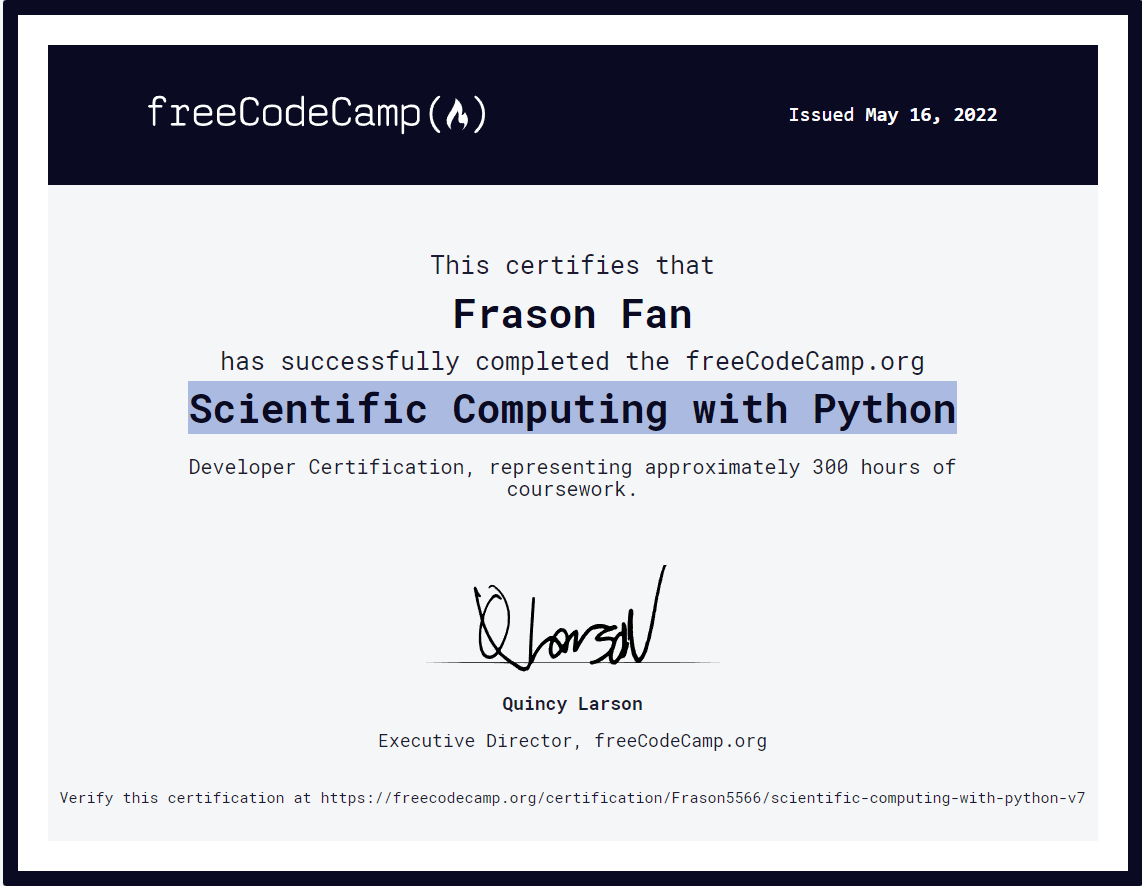 freeCodeCamp(🔥)
Issued May 16, 2022
This certifies that
Frason Fan
has successfully completed the freeCodeCamp.org
Scientific Computing with Python
Developer Certification, representing approximately 300 hours of
coursework.
Q Larson
Quincy Larson
Executive Director, freeCodeCamp.org
Verify this certification at https://freecodecamp.org/certification/Frason5566/scientific-computing-with-python-v7